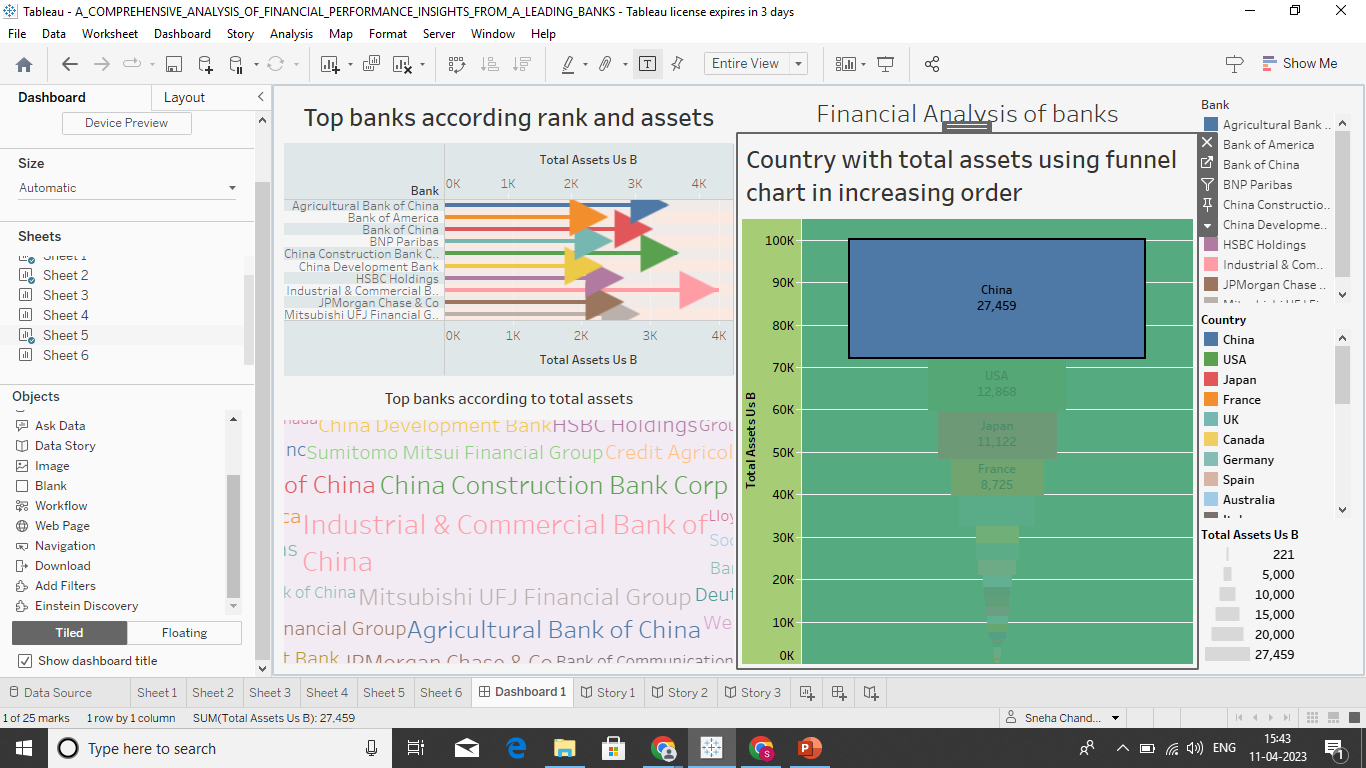 Tableau - A_COMPREHENSIVE_ANALYSIS_OF_FINANCIAL_PERFORMANCE_INSIGHTS_FROM_A_LEADING_BANKS - Tableau license expires in 3 days
File Data Worksheet Dashboard Story Analysis Map Format Server Window Help
Entire View
Show Me
Dashboard Layout
Device Preview
Size
Automatic
Sheets
Sheet 1
Sheet 2
Sheet 3
Sheet 4
Sheet 5
Sheet 6
Objects
Ask Data
Data Story
Image
Blank
Workflow
Web Page
Navigation
Download
Add Filters
Einstein Discovery
Tiled Floating
Show dashboard title
Top banks according rank and assets
Total Assets Us B
Bank
0K 1K 2K 3K 4K
Agricultural Bank of China
Bank of America
Bank of China
BNP Paribas
China Construction Bank C..
China Development Bank
HSBC Holdings
Industrial & Commercial B..
JPMorgan Chase & Co
Mitsubishi UFJ Financial G..
0K 1K 2K 3K 4K
Total Assets Us B
Top banks according to total assets
China Development Bank HSBC Holdings Grou
nc Sumitomo Mitsui Financial Group Credit Agricol
of China China Construction Bank Corp
ca Industrial & Commercial Bank of Lloy
China
k of China Mitsubishi UFJ Financial Group Deut
nancial Group Agricultural Bank of China We
t Bank JPMorgan Chase & Co Bank of Communication
Financial Analysis of banks
Country with total assets using funnel
chart in increasing order
Total Assets Us B
100K
90K
80K
70K
60K
50K
40K
30K
20K
10K
0K
China
27,459
USA
12,868
Japan
11,122
France
8,725
Bank
Agricultural Bank ..
Bank of America
Bank of China
BNP Paribas
China Constructio..
China Developme..
HSBC Holdings
Industrial & Com..
JPMorgan Chase ..
Country
China
USA
Japan
France
UK
Canada
Germany
Spain
Australia
Total Assets Us B
221
5,000
10,000
15,000
20,000
27,459
Data Source Sheet 1 Sheet 2 Sheet 3 Sheet 4 Sheet 5 Sheet 6 Dashboard 1 Story 1 Story 2 Story 3
1 of 25 marks 1 row by 1 column SUM(Total Assets Us B): 27,459 Sneha Chand...
Type here to search
ENG
15:43
11-04-2023
1